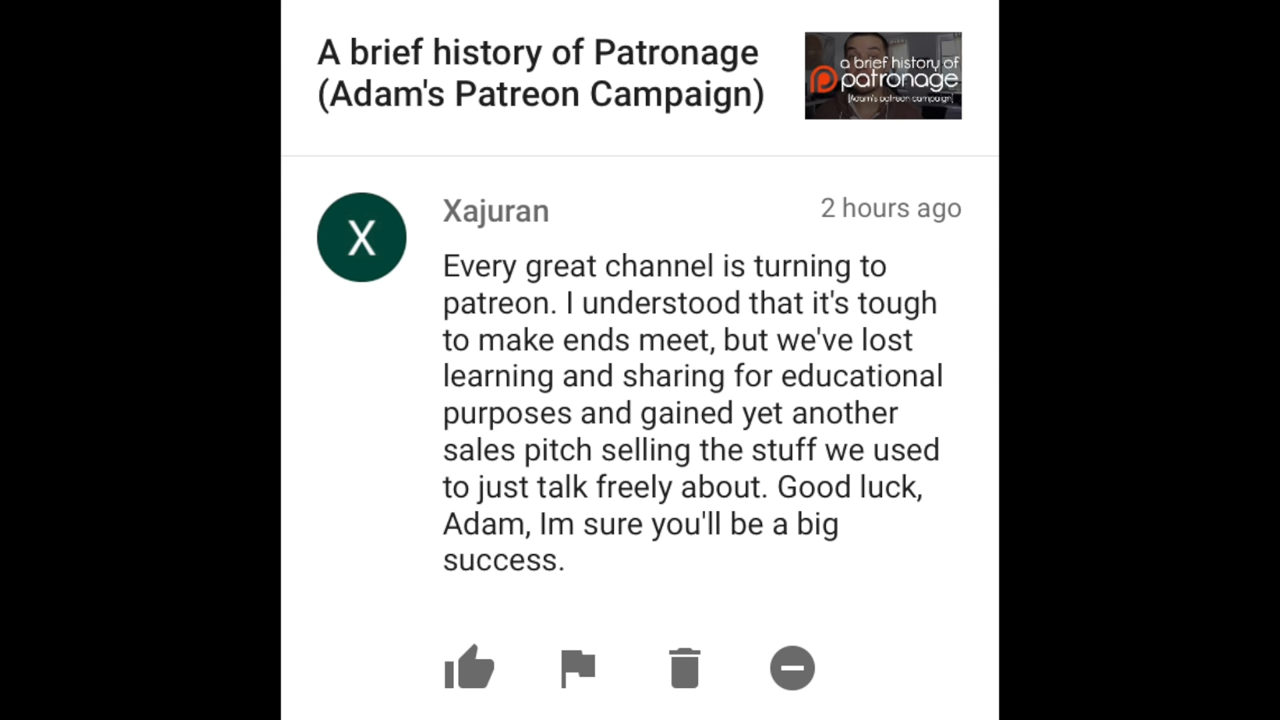 A brief history of Patronage
(Adam's Patreon Campaign)
a brief history of
patronage
[Adam's patreon campaign]
X
Xajuran
2 hours ago
Every great channel is turning to
patreon. I understood that it's tough
to make ends meet, but we've lost
learning and sharing for educational
purposes and gained yet another
sales pitch selling the stuff we used
to just talk freely about. Good luck,
Adam, Im sure you'll be a big
success.